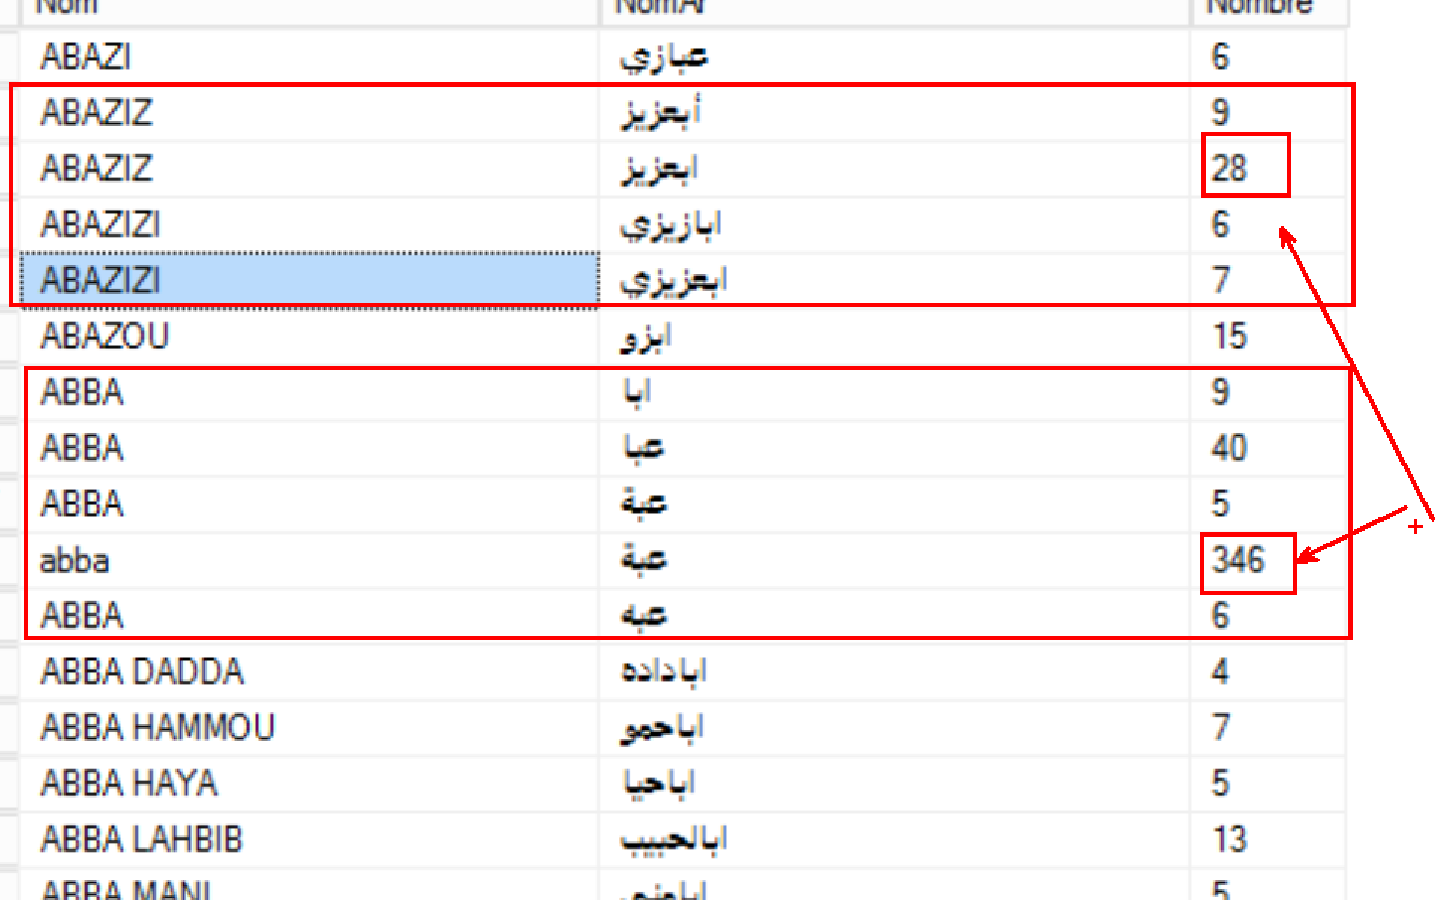 Nom NomAr Nombre
ABAZI عبازي 6
ABAZIZ أبعزيز 9
ABAZIZ ابعزيز 28
ABAZIZI ابازيزي 6
ABAZIZI ابعزيزي 7
ABAZOU ابزو 15
ABBA ابا 9
ABBA عبا 40
ABBA عبة 5
abba عبة 346
ABBA عبه 6
ABBA DADDA اباداده 4
ABBA HAMMOU اباحمو 7
ABBA HAYA اباحيا 5
ABBA LAHBIB ابالحبيب 13
ABBA MANI 5